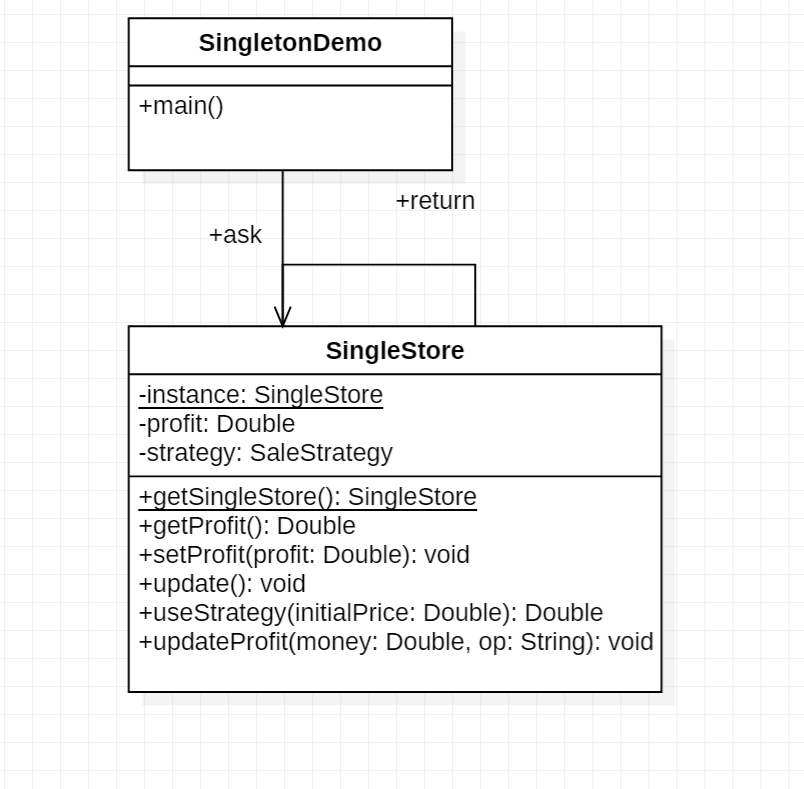 SingletonDemo
+main()
+return
+ask
SingleStore
-instance: SingleStore
-profit: Double
-strategy: SaleStrategy
+getSingleStore(): SingleStore
+getProfit(): Double
+setProfit(profit: Double): void
+update(): void
+useStrategy(initialPrice: Double): Double
+updateProfit(money: Double, op: String): void